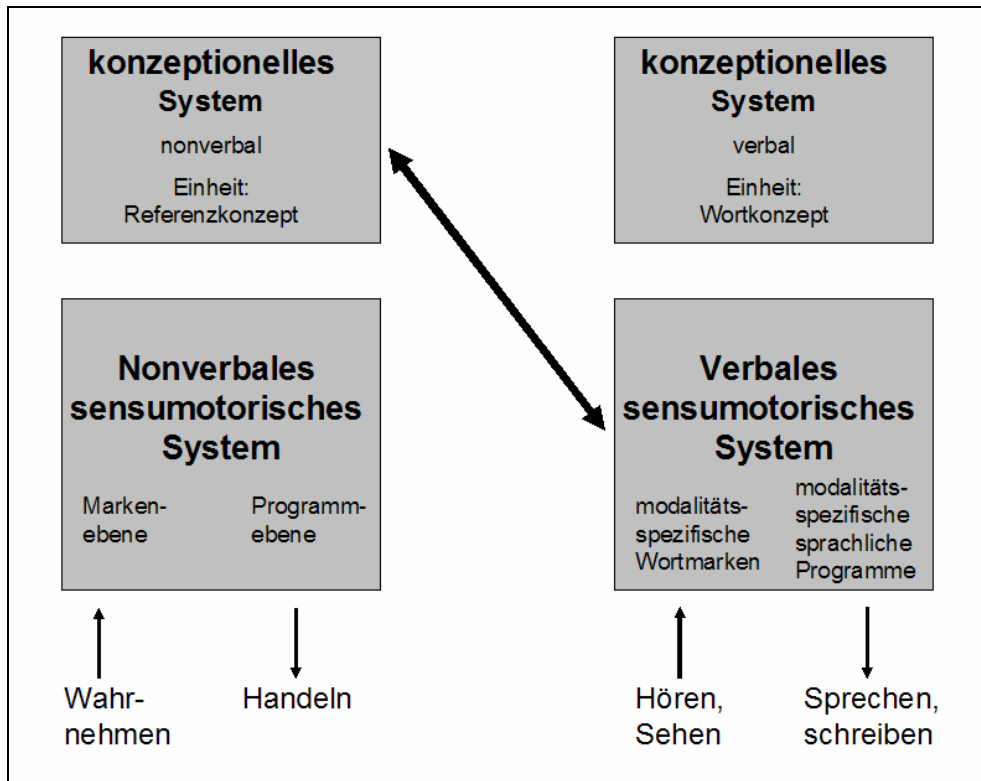 konzeptionelles
System
nonverbal
Einheit:
Referenzkonzept
konzeptionelles
System
verbal
Einheit:
Wortkonzept
Nonverbales
sensumotorisches
System
Marken-
ebene
Programm-
ebene
Verbales
sensumotorisches
System
modalitäts-
spezifische
Wortmarken
modalitäts-
spezifische
sprachliche
Programme
Wahr-
nehmen
Handeln
Hören,
Sehen
Sprechen,
schreiben